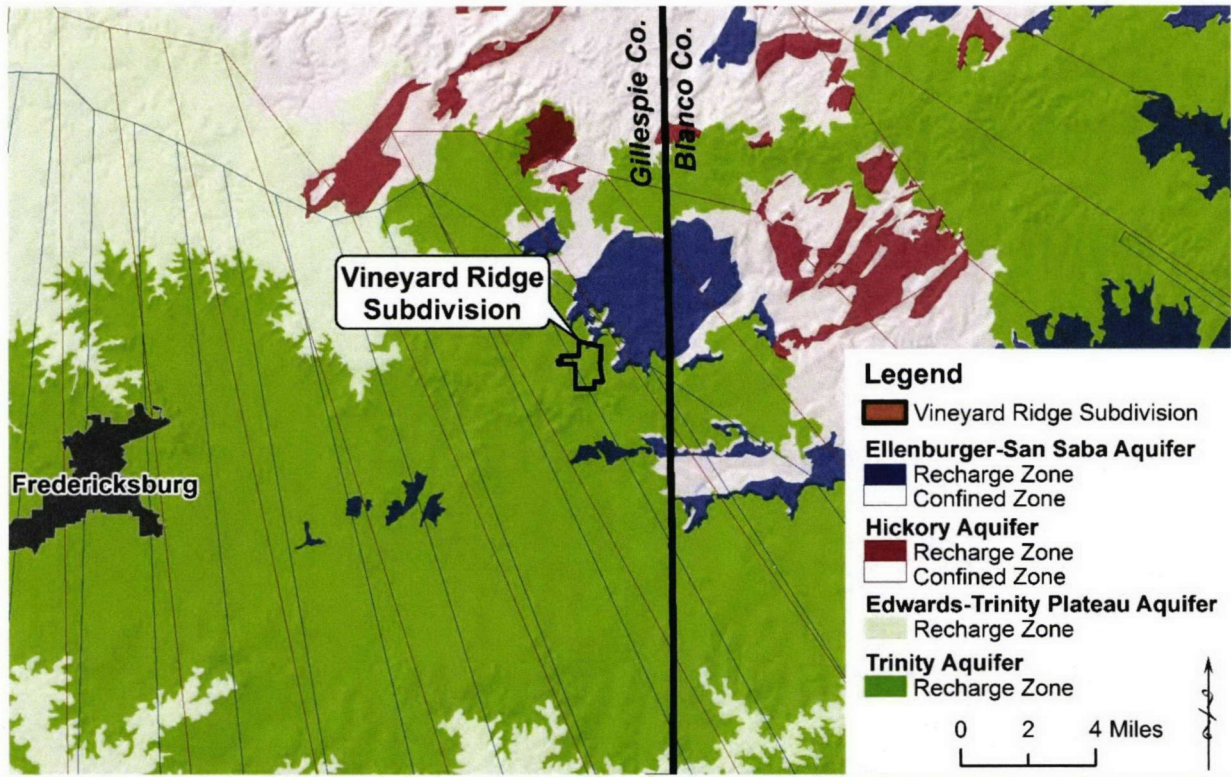 Gillespie Co.
Blanco Co.
Vineyard Ridge
Subdivision
Fredericksburg
Legend
Vineyard Ridge Subdivision
Ellenburger-San Saba Aquifer
Recharge Zone
Confined Zone
Hickory Aquifer
Recharge Zone
Confined Zone
Edwards-Trinity Plateau Aquifer
Recharge Zone
Trinity Aquifer
Recharge Zone
0 2 4 Miles